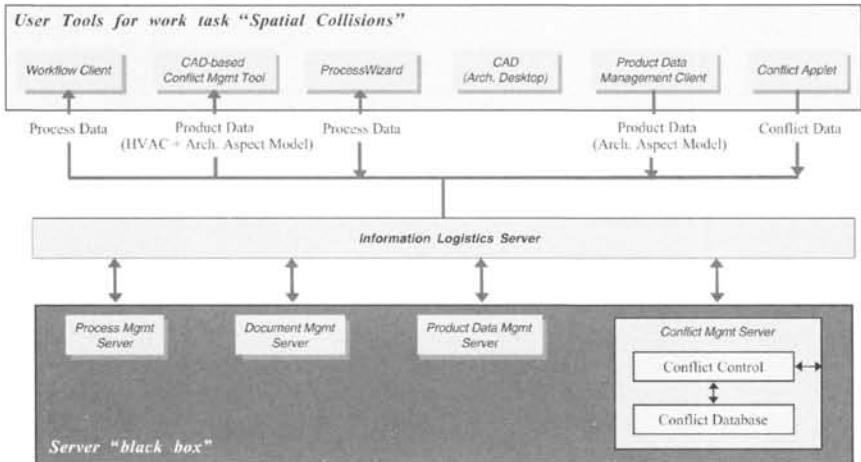 User Tools for work task “Spatial Collisions”
Workflow Client
CAD-based
Conflict Mgmt Tool
ProcessWizard
CAD
(Arch. Desktop)
Product Data
Management Client
Conflict Applet
Process Data
Product Data
(HVAC + Arch. Aspect Model)
Process Data
Product Data
(Arch. Aspect Model)
Conflict Data
Information Logistics Server
Process Mgmt
Server
Document Mgmt
Server
Product Data Mgmt
Server
Conflict Mgmt Server
Conflict Control
Conflict Database
Server “black box”